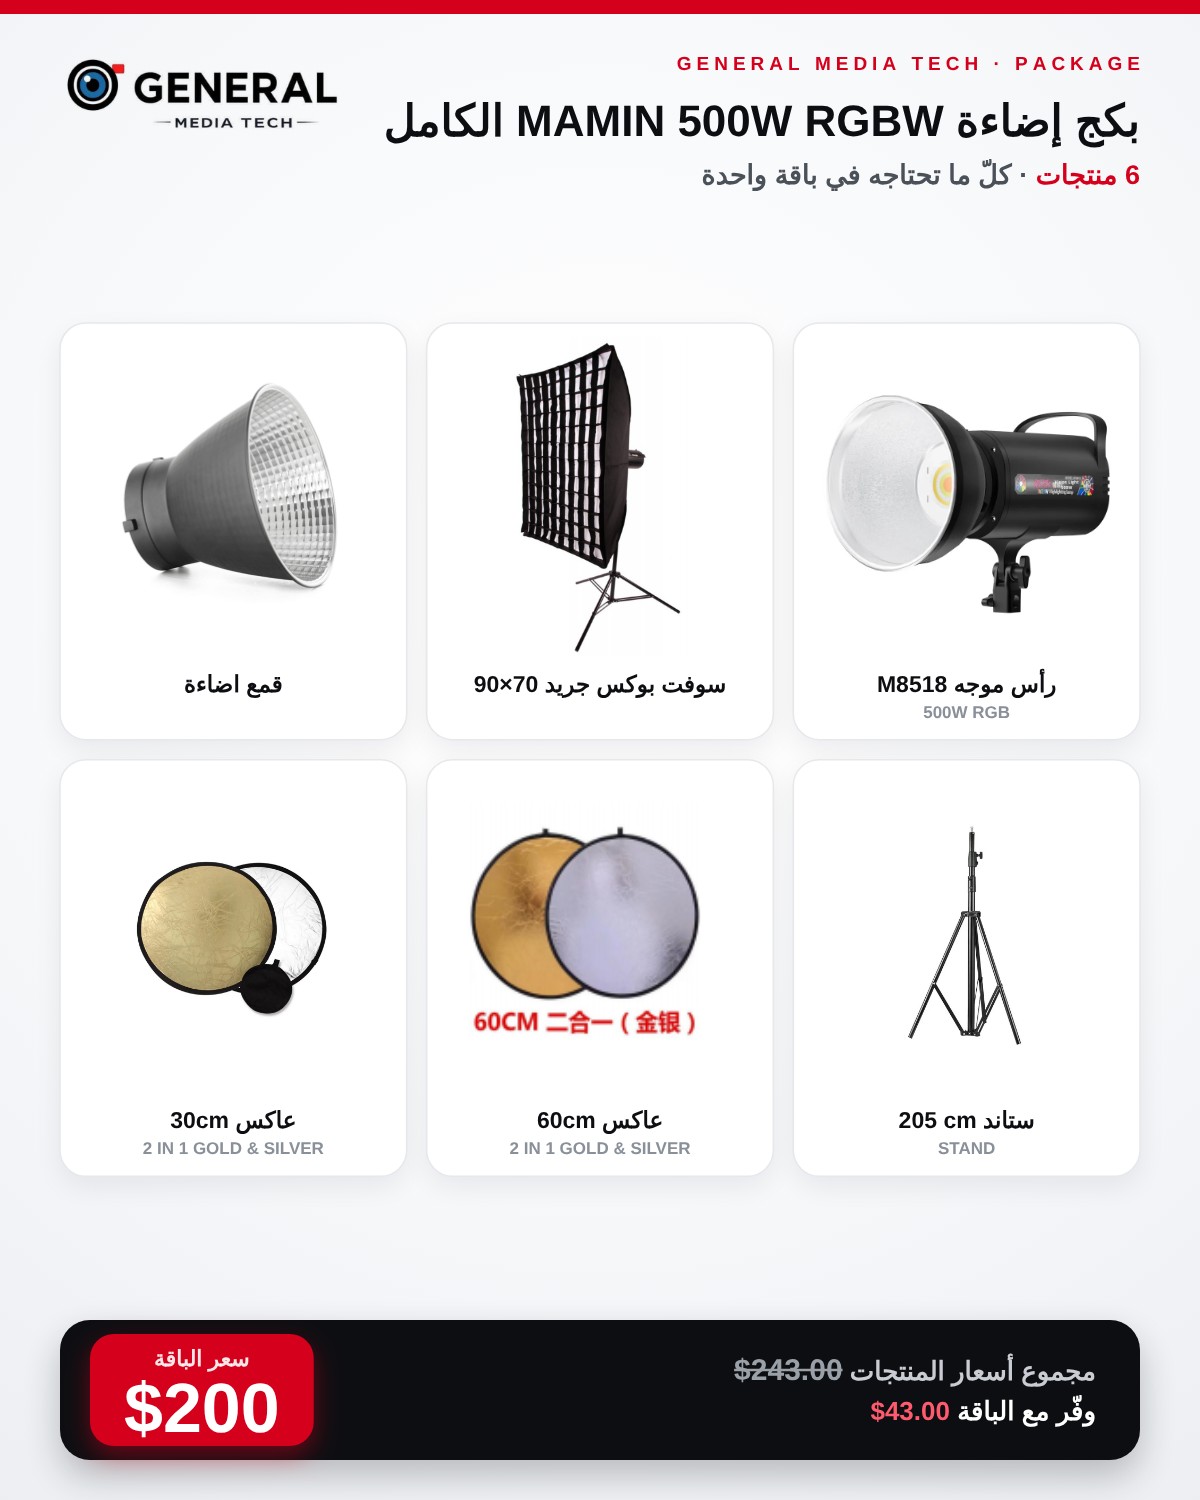 GENERAL MEDIA TECH · PACKAGE
GENERAL
MEDIA TECH
بكج إضاءة MAMIN 500W RGBW الكامل
6 منتجات · كلّ ما تحتاجه في باقة واحدة
رأس موجه M8518
500W RGB
سوفت بوكس جريد 70×90
قمع اضاءة
ستاند 205 cm
STAND
60CM 二合一 ( 金银 )
عاكس 60cm
2 IN 1 GOLD & SILVER
عاكس 30cm
2 IN 1 GOLD & SILVER
مجموع أسعار المنتجات $243.00
وفّر مع الباقة $43.00
سعر الباقة
$200